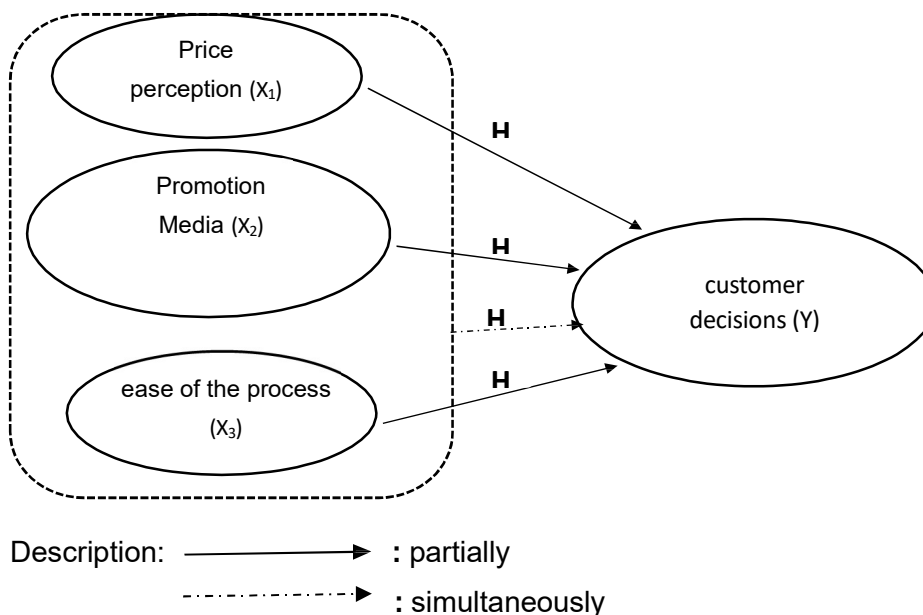 Price
perception (X₁)
H
Promotion
Media (X₂)
H
customer
decisions (Y)
H
H
ease of the process
(X₃)
Description:
: partially
: simultaneously